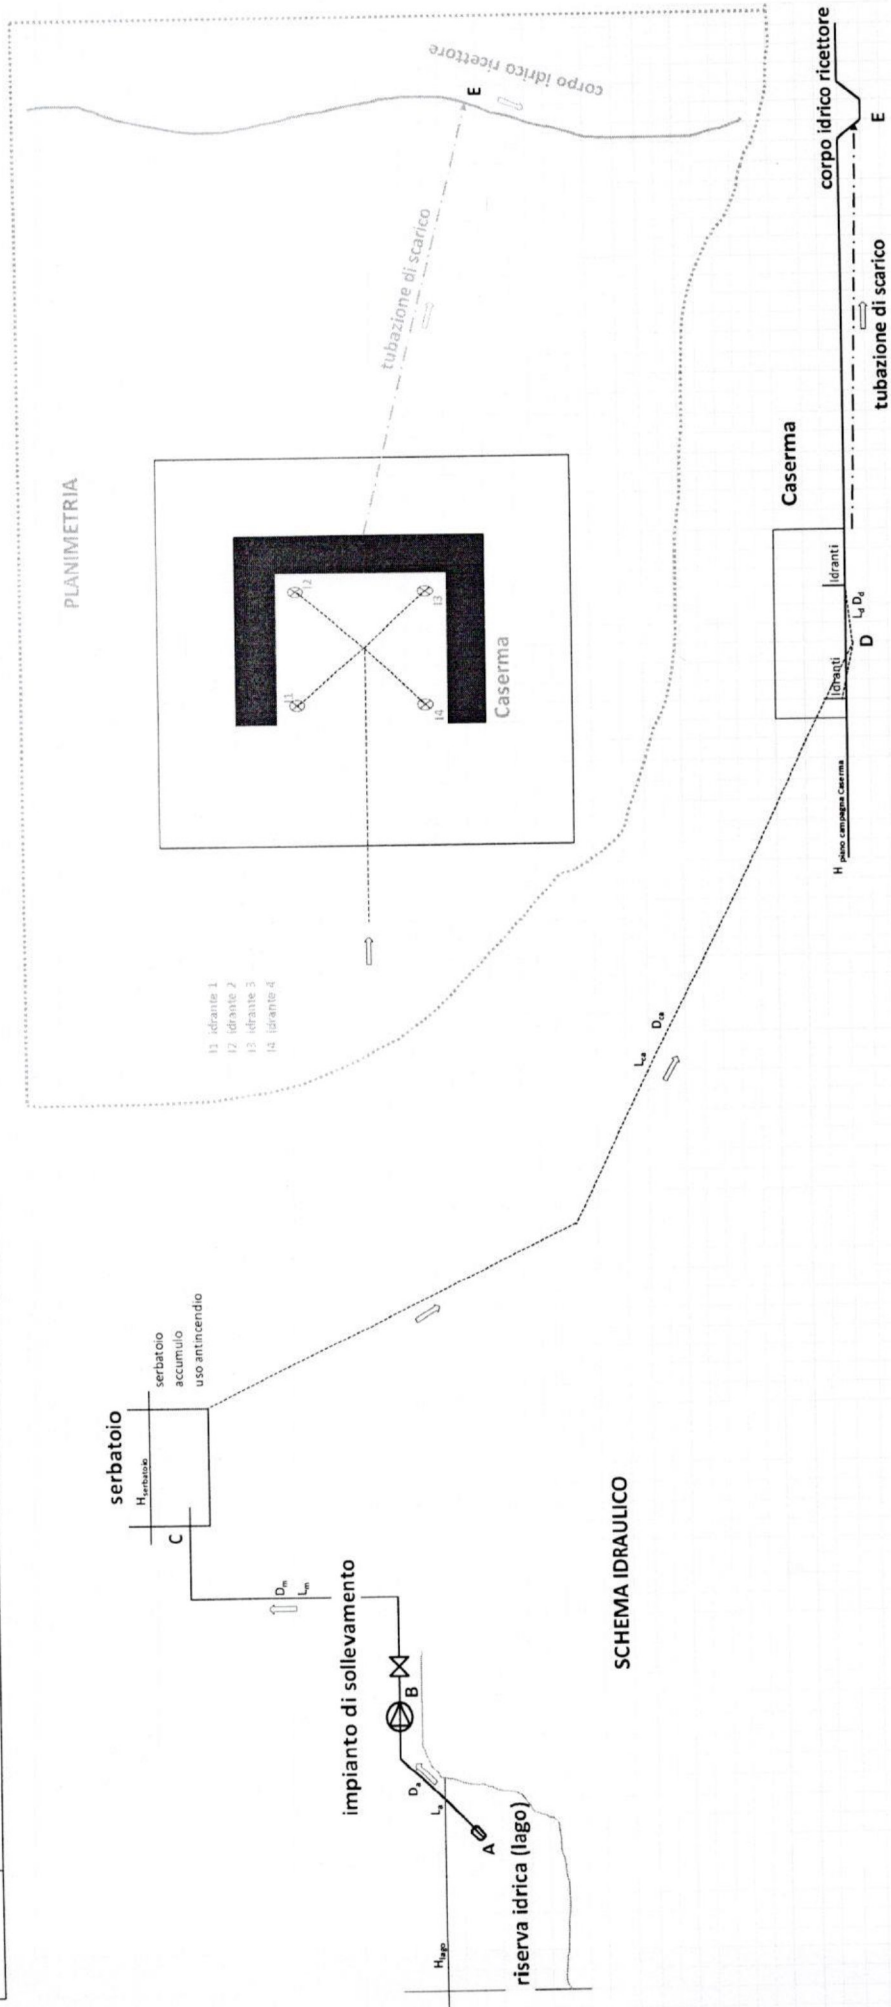 PLANIMETRIA
corpo idrico ricettore
E
tubazione di scarico
I1
I2
I3
I4
Caserma
I1 idrante 1
I2 idrante 2
I3 idrante 3
I4 idrante 4
serbatoio
H serbatoio
serbatoio
accumulo
uso antincendio
C
Dm
Lm
impianto di sollevamento
B
Da
La
A
H lago
riserva idrica (lago)
SCHEMA IDRAULICO
Lca Dca
Caserma
Idranti
Idranti
H piano campagna Caserma
D
Ld Dd
corpo idrico ricettore
E
tubazione di scarico